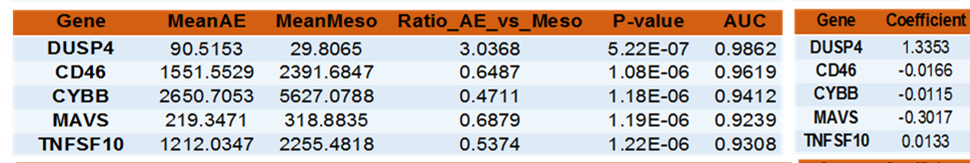 Gene MeanAE MeanMeso Ratio_AE_vs_Meso P-value AUC
DUSP4 90.5153 29.8065 3.0368 5.22E-07 0.9862
CD46 1551.5529 2391.6847 0.6487 1.08E-06 0.9619
CYBB 2650.7053 5627.0788 0.4711 1.18E-06 0.9412
MAVS 219.3471 318.8835 0.6879 1.19E-06 0.9239
TNFSF10 1212.0347 2255.4818 0.5374 1.22E-06 0.9308
Gene Coefficient
DUSP4 1.3353
CD46 -0.0166
CYBB -0.0115
MAVS -0.3017
TNFSF10 0.0133